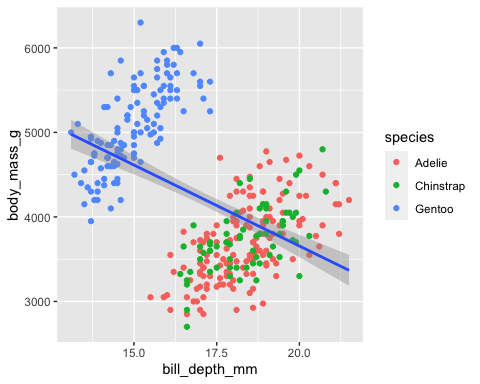 body_mass_g
6000
5000
4000
3000
15.0 17.5 20.0
bill_depth_mm
species
Adelie
Chinstrap
Gentoo